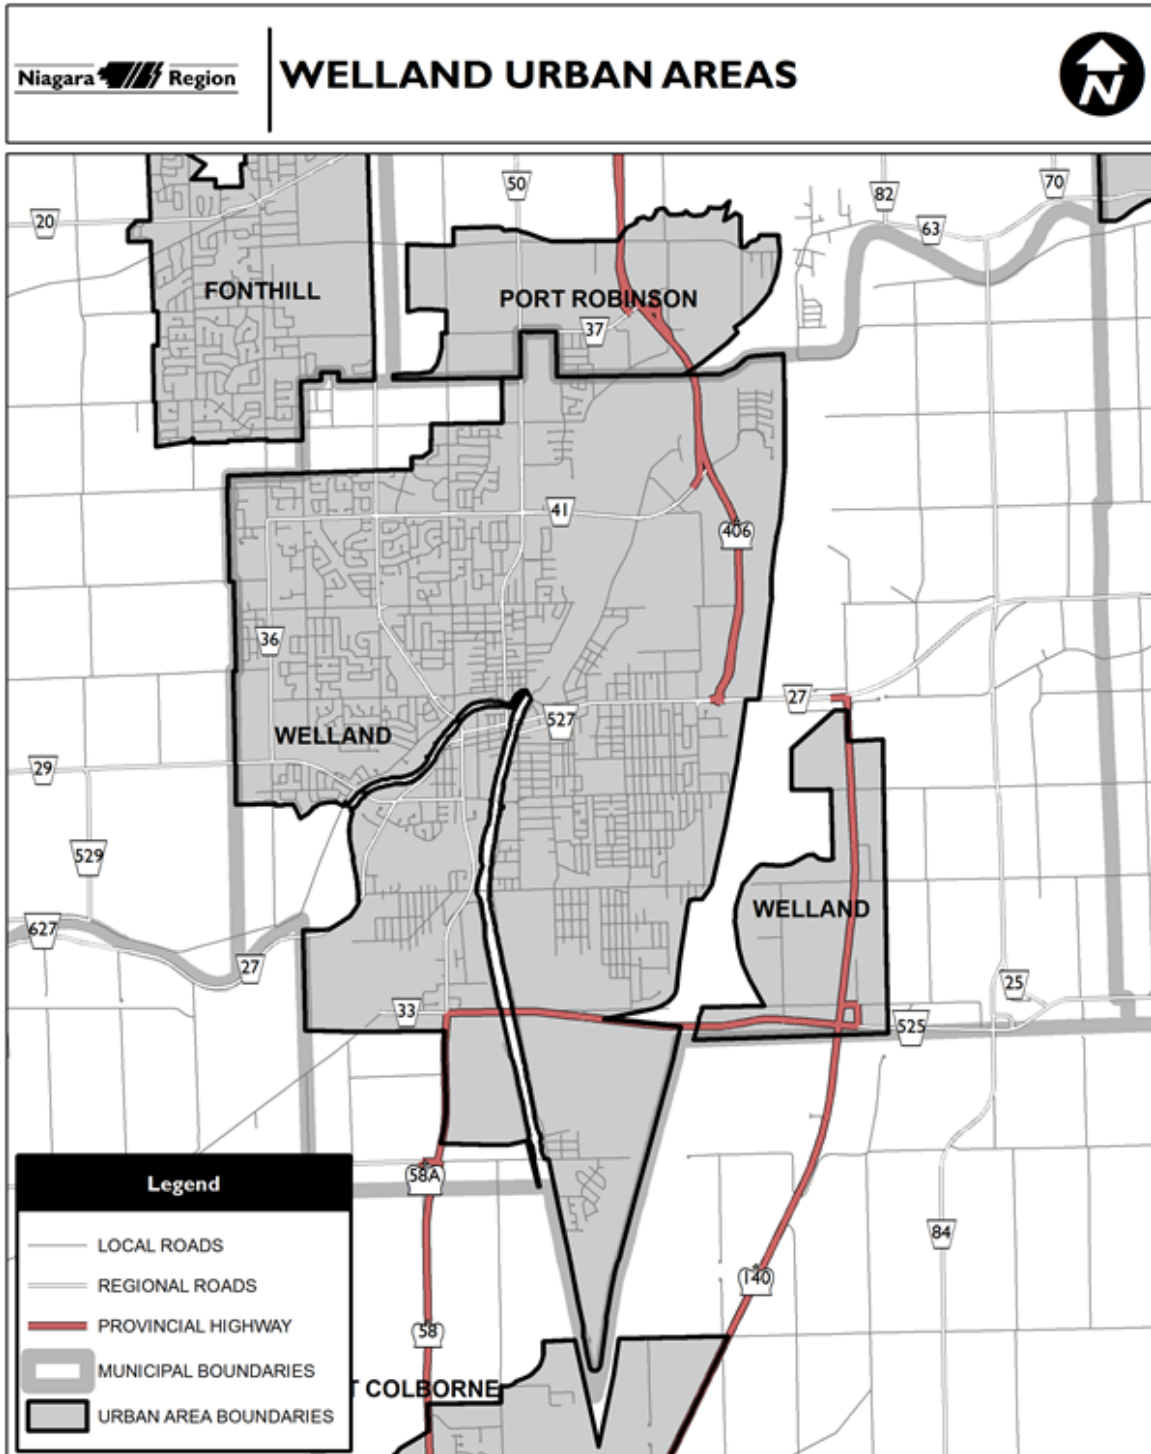 Niagara Region
WELLAND URBAN AREAS
N
50
82
70
20
63
FONTHILL
PORT ROBINSON
37
41
406
36
27
527
WELLAND
29
529
WELLAND
627
27
25
33
525
58A
84
140
58
T COLBORNE
Legend
LOCAL ROADS
REGIONAL ROADS
PROVINCIAL HIGHWAY
MUNICIPAL BOUNDARIES
URBAN AREA BOUNDARIES